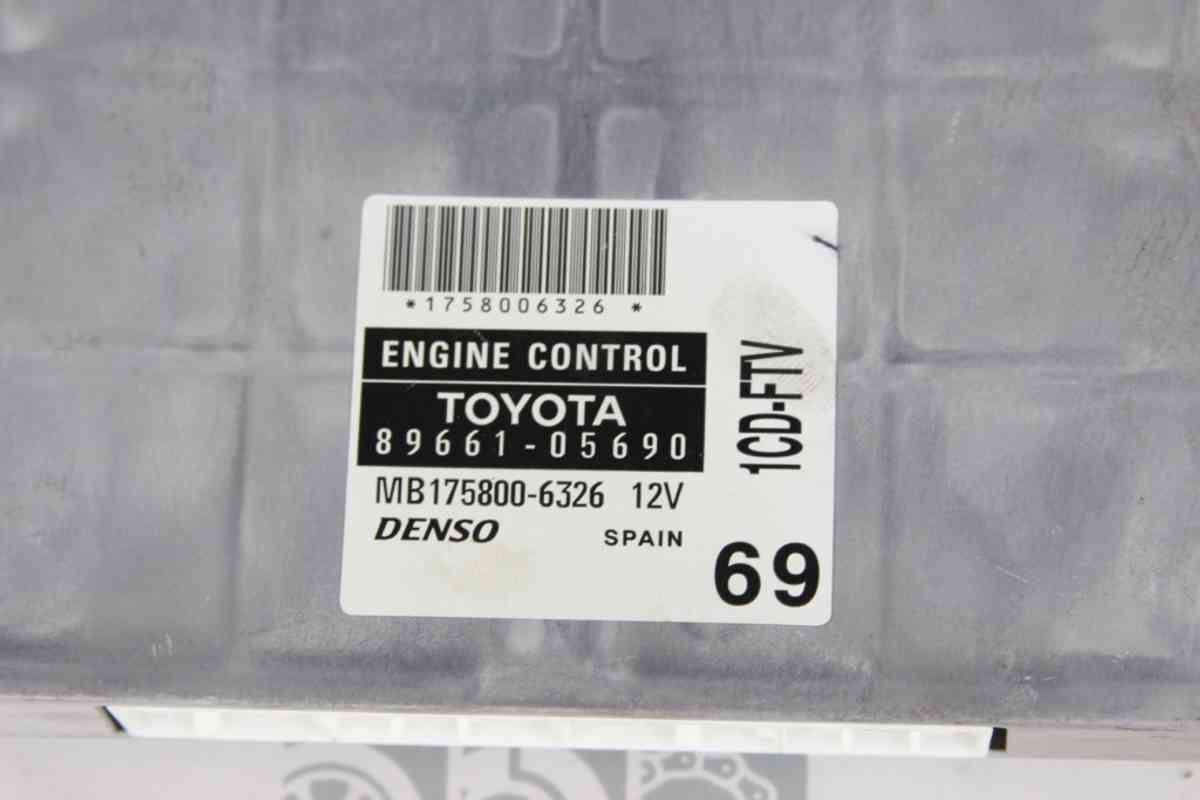 *1758006326 *
ENGINE CONTROL
TOYOTA
89661-05690
MB175800-6326 12V
DENSO SPAIN
1CD-FTV
69